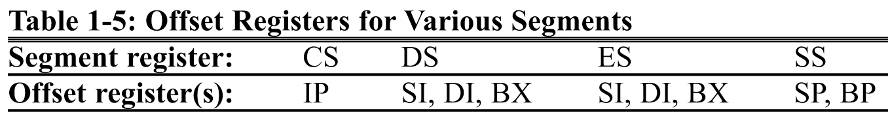 Table 1-5: Offset Registers for Various Segments
Segment register: CS DS ES SS
Offset register(s): IP SI, DI, BX SI, DI, BX SP, BP